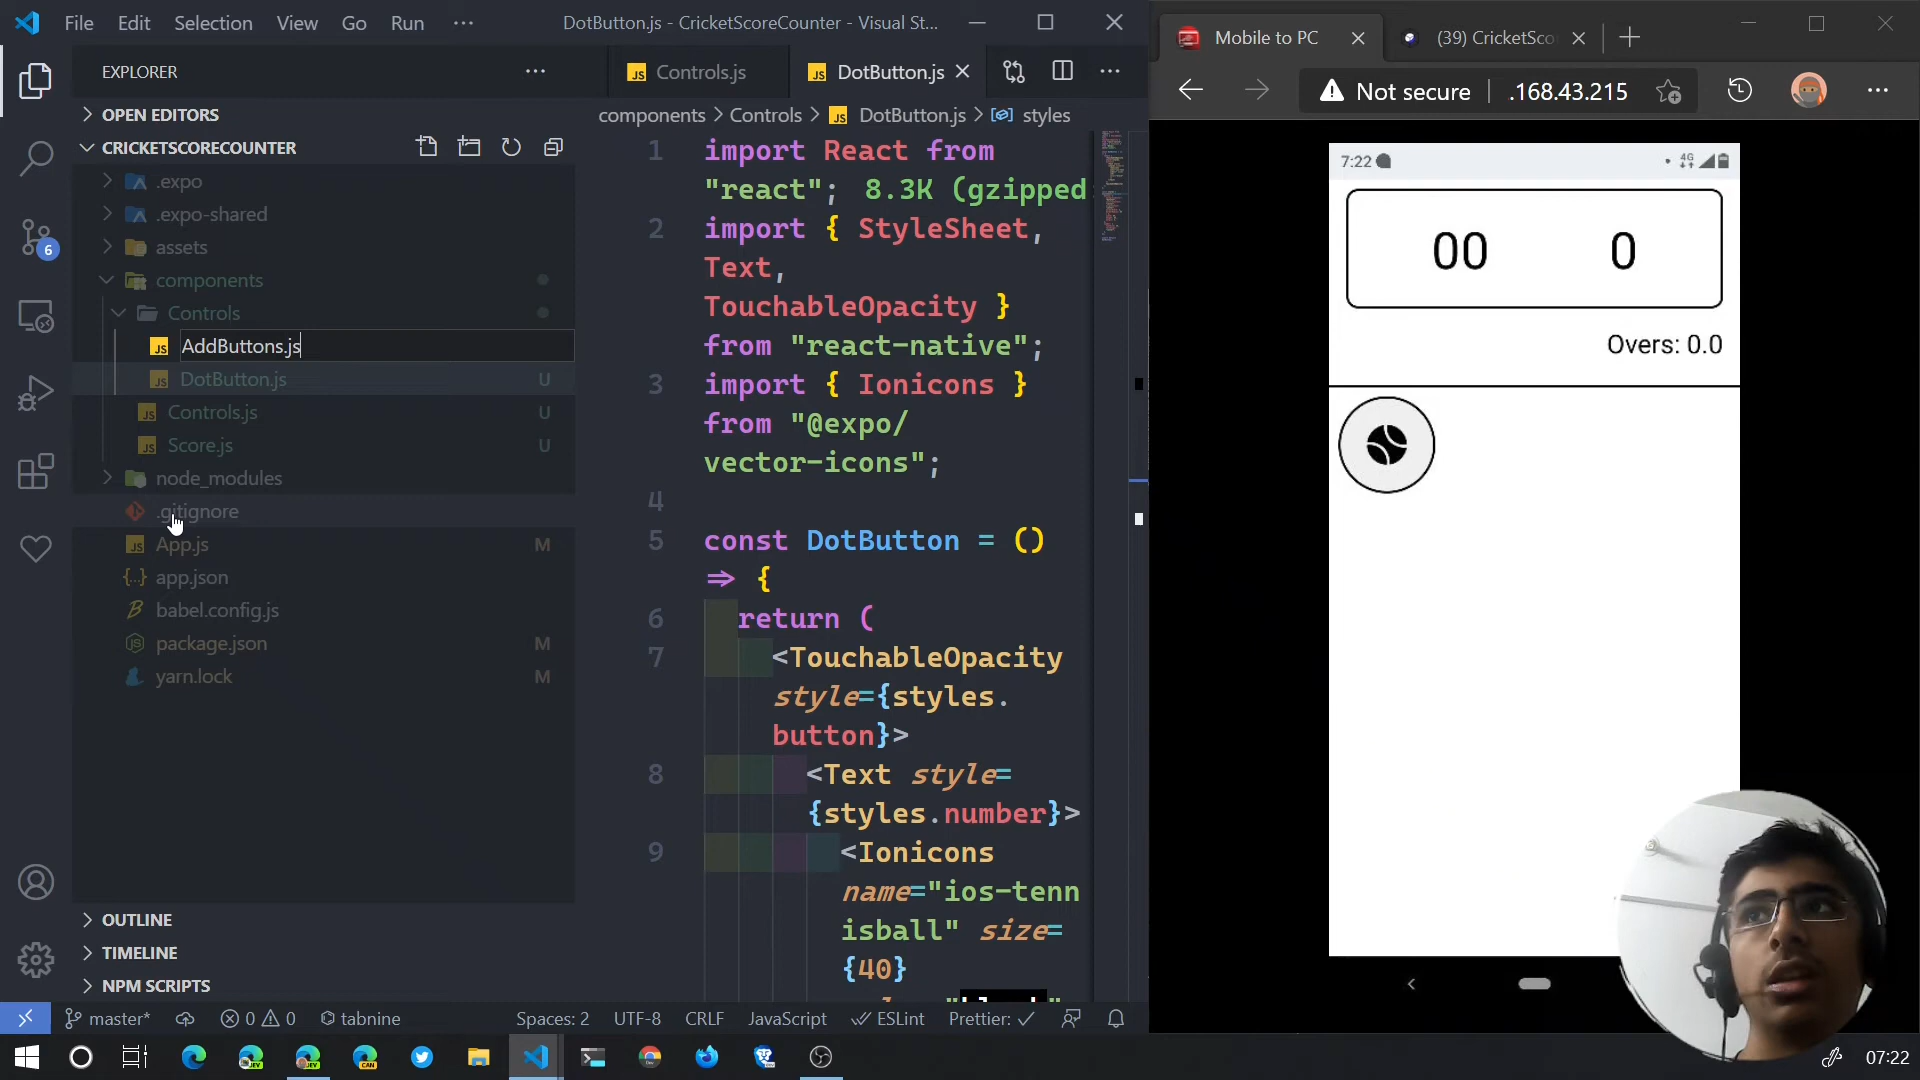 File Edit Selection View Go Run ··· DotButton.js - CricketScoreCounter - Visual St...
EXPLORER
OPEN EDITORS
CRICKETSCORECOUNTER
.expo
.expo-shared
assets
components
Controls
AddButtons.js
DotButton.js U
Controls.js U
Score.js U
node_modules
.gitignore
App.js M
app.json
babel.config.js
package.json M
yarn.lock M
OUTLINE
TIMELINE
NPM SCRIPTS
6
Controls.js DotButton.js
components > Controls > DotButton.js > styles
1 import React from
"react"; 8.3K (gzipped
2 import { StyleSheet,
Text,
TouchableOpacity }
from "react-native";
3 import { Ionicons }
from "@expo/
vector-icons";
4
5 const DotButton = ()
=> {
6 return (
7 <TouchableOpacity
style={styles.
button}>
8 <Text style=
{styles.number}>
9 <Ionicons
name="ios-tenn
isball" size=
{40}
master* 0 0 tabnine Spaces: 2 UTF-8 CRLF JavaScript ESLint Prettier: ✓
Mobile to PC (39) CricketSco
Not secure .168.43.215
7:22 4G
00 0
Overs: 0.0
07:22